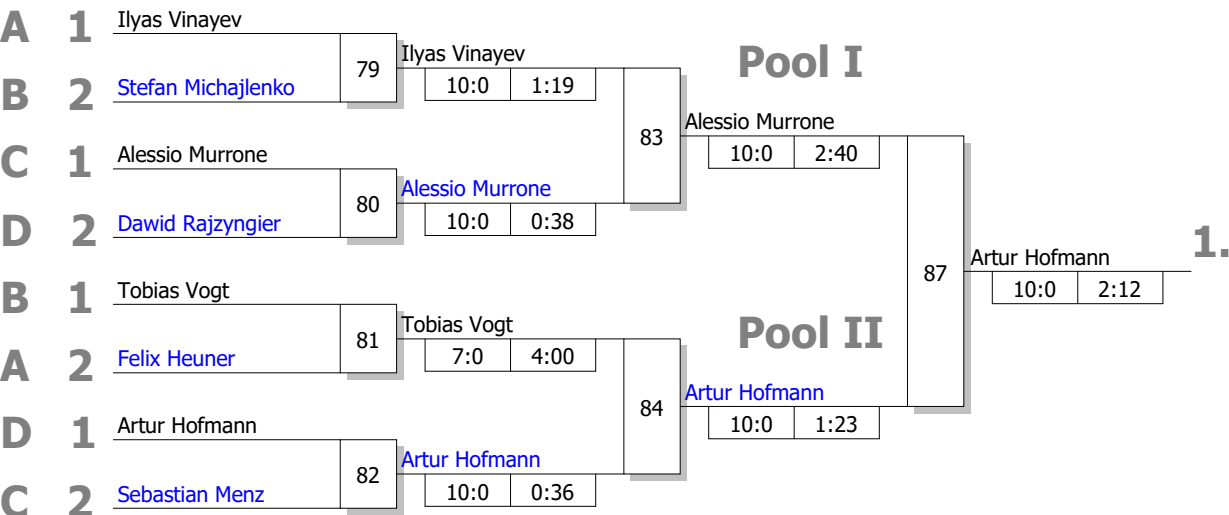 A 1 Ilyas Vinayev
79
Ilyas Vinayev
10:0 1:19
B 2 Stefan Michajlenko
Pool I
83
Alessio Murrone
10:0 2:40
C 1 Alessio Murrone
80
Alessio Murrone
10:0 0:38
D 2 Dawid Rajzyngier
87
Artur Hofmann
1.
10:0 2:12
B 1 Tobias Vogt
81
Tobias Vogt
7:0 4:00
A 2 Felix Heuner
Pool II
84
Artur Hofmann
10:0 1:23
D 1 Artur Hofmann
82
Artur Hofmann
10:0 0:36
C 2 Sebastian Menz